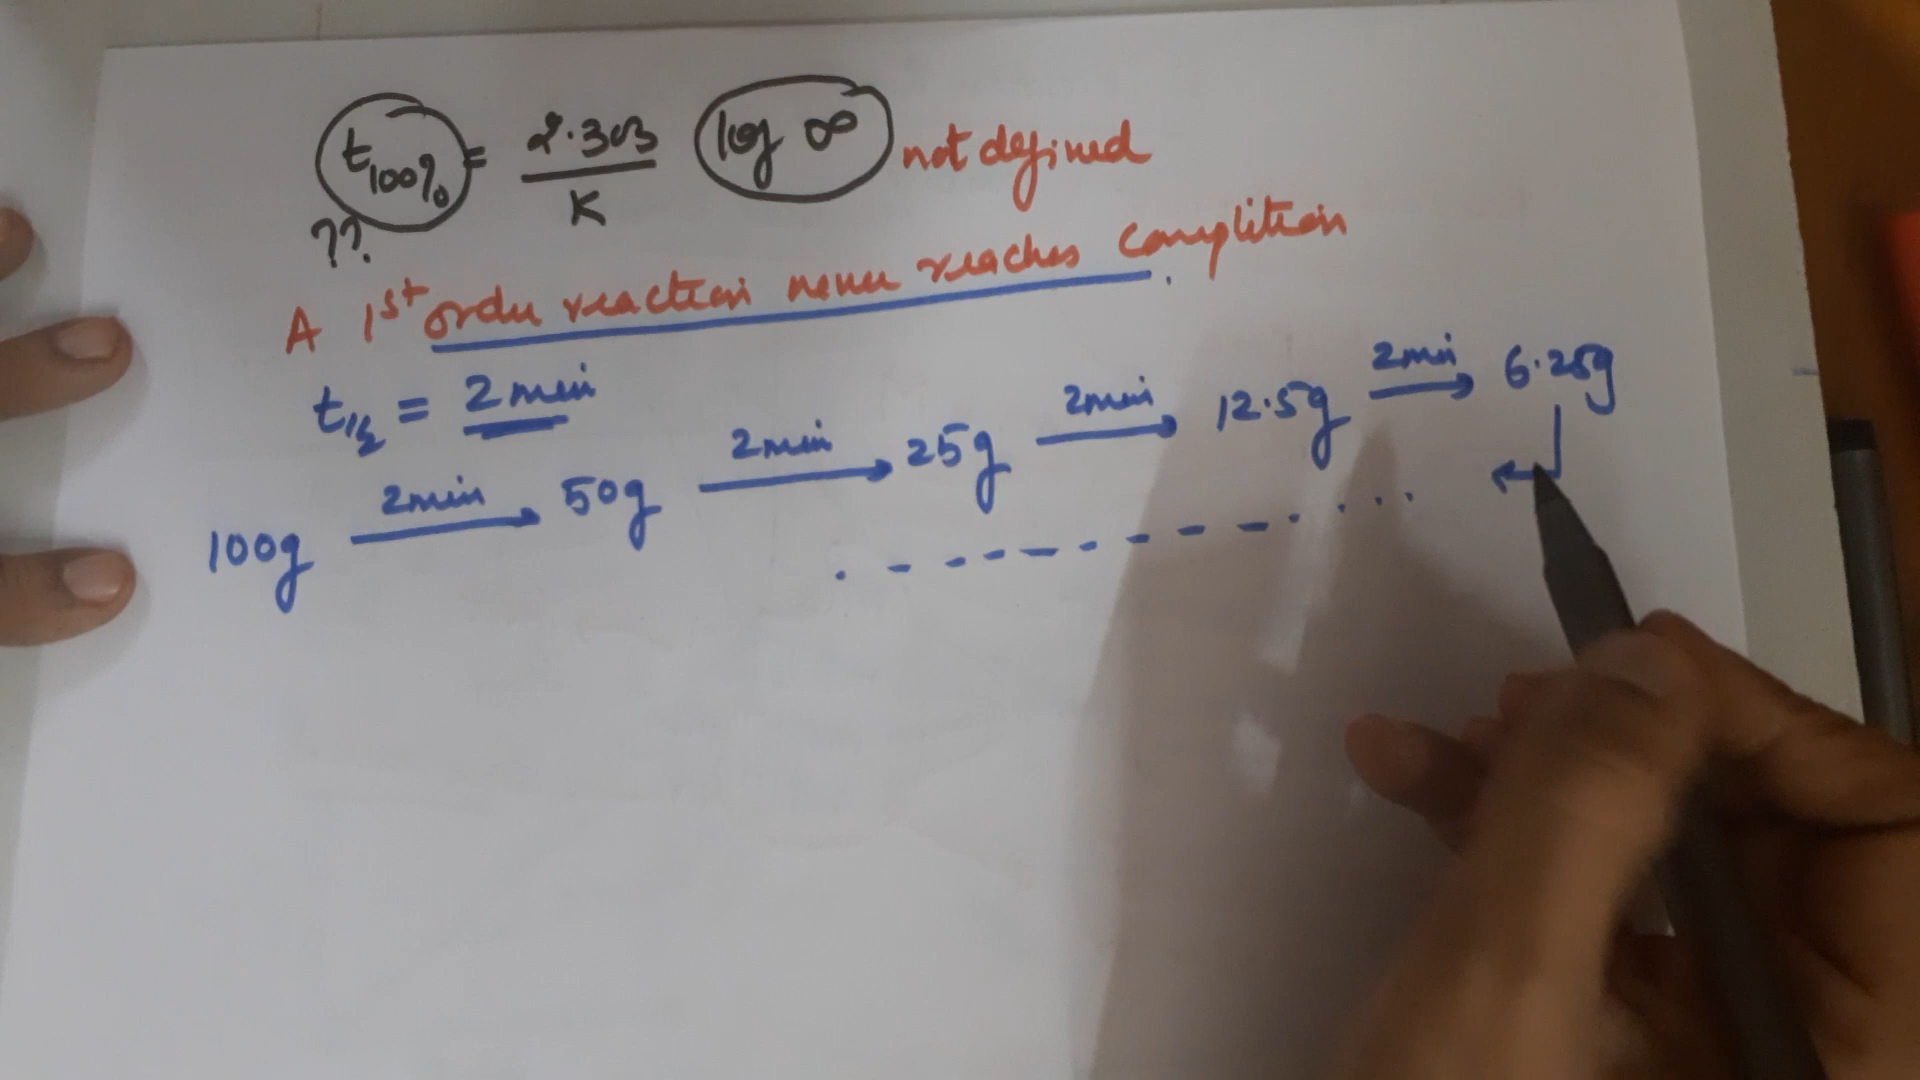 t100% = 2.303 / K log ∞ not defined
??
A 1st order reaction never reaches complition.
t1/2 = 2 min
100g 2min → 50g 2min → 25g 2min → 12.5g 2min → 6.25g